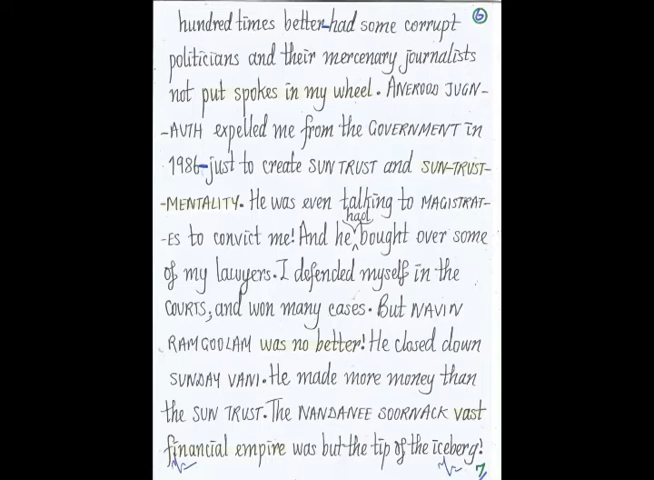 hundred times better-had some corrupt ⑥
politicians and their mercenary journalists
not put spokes in my wheel. ANEROOD JUGN-
-AUTH expelled me from the GOVERNMENT in
1986-just to create SUN TRUST and SUN-TRUST-
-MENTALITY. He was even talking to MAGISTRAT-
-ES to convict me! And he had bought over some
of my lawyers. I defended myself in the
COURTS, and won many cases. But NAVIN
RAMGOOLAM was no better! He closed down
SUNDAY VANI. He made more money than
the SUN TRUST. The NANDANEE SOORNACK vast
financial empire was but the tip of the iceberg!
7